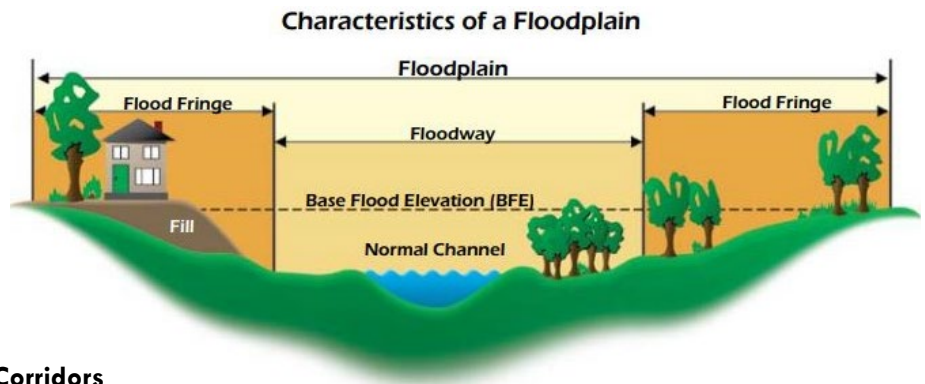 Characteristics of a Floodplain
Floodplain
Flood Fringe
Flood Fringe
Floodway
Base Flood Elevation (BFE)
Fill
Normal Channel
Corridors